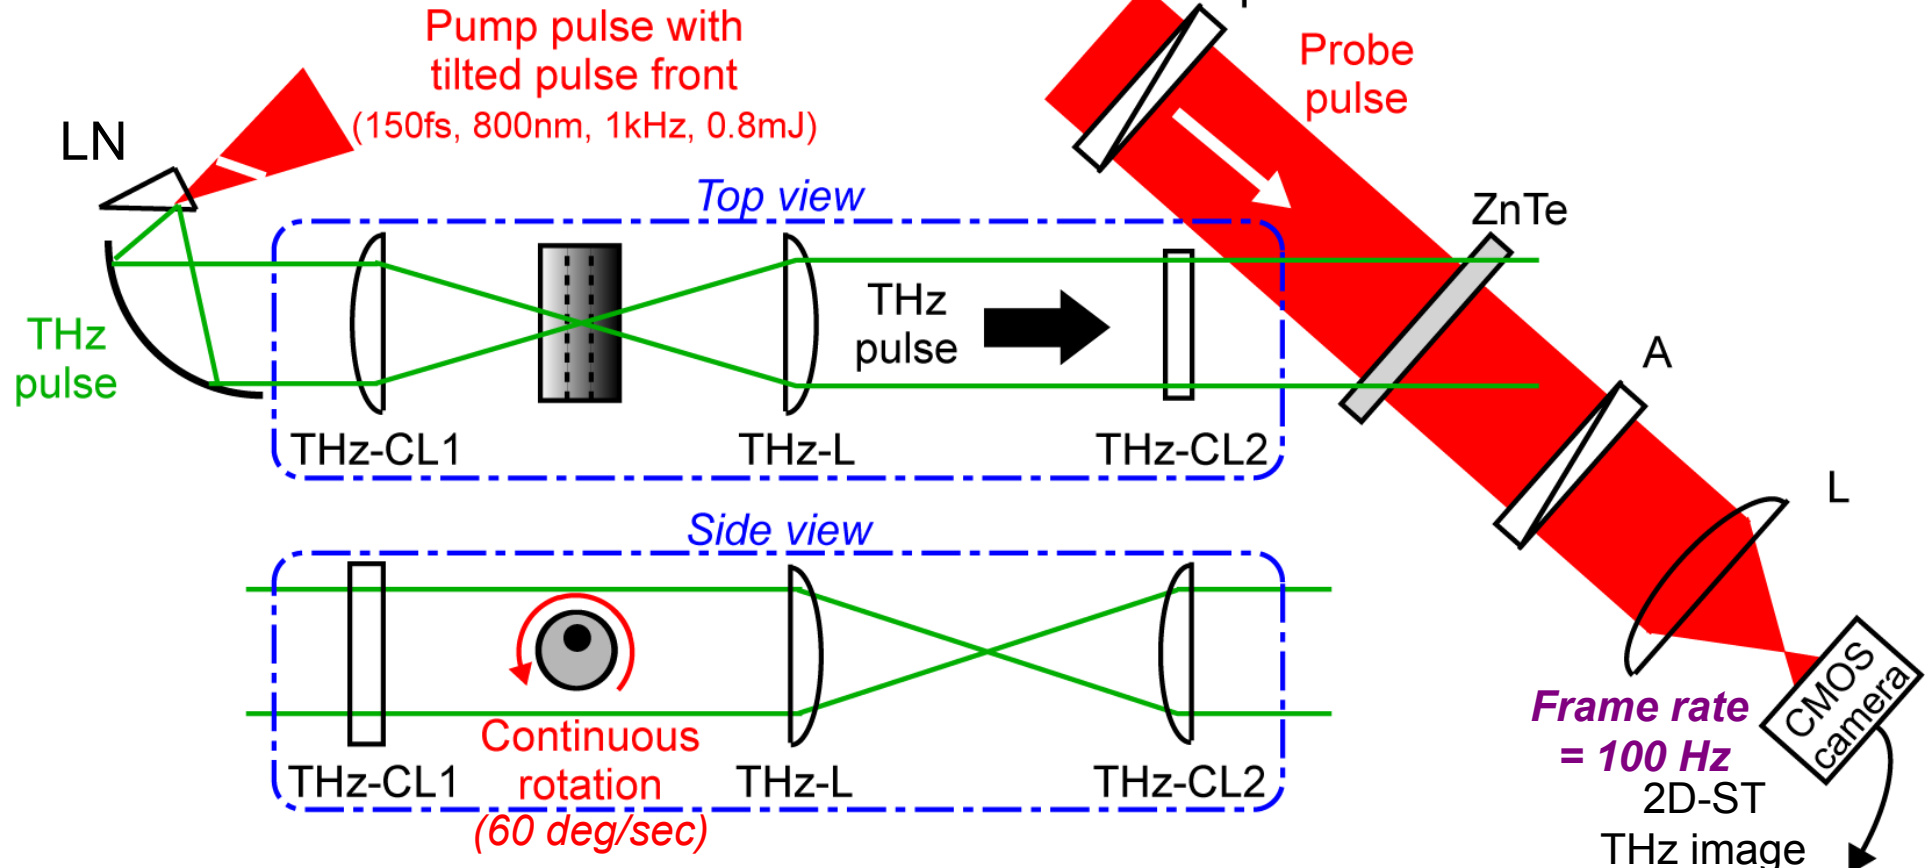 Pump pulse with
tilted pulse front
(150fs, 800nm, 1kHz, 0.8mJ)
Probe
pulse
LN
Top view
ZnTe
THz
pulse
THz
pulse
A
THz-CL1
THz-L
THz-CL2
L
Side view
Continuous
rotation
(60 deg/sec)
THz-CL1
THz-L
THz-CL2
Frame rate
= 100 Hz
CMOS
camera
2D-ST
THz image